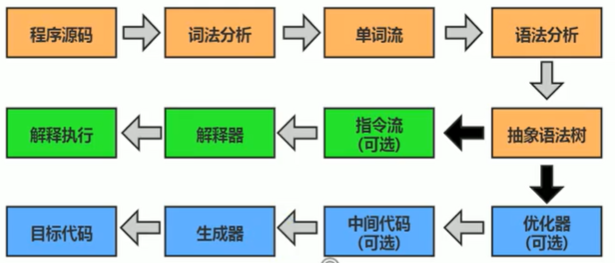 程序源码
词法分析
单词流
语法分析
解释执行
解释器
指令流
(可选)
抽象语法树
目标代码
生成器
中间代码
(可选)
优化器
(可选)